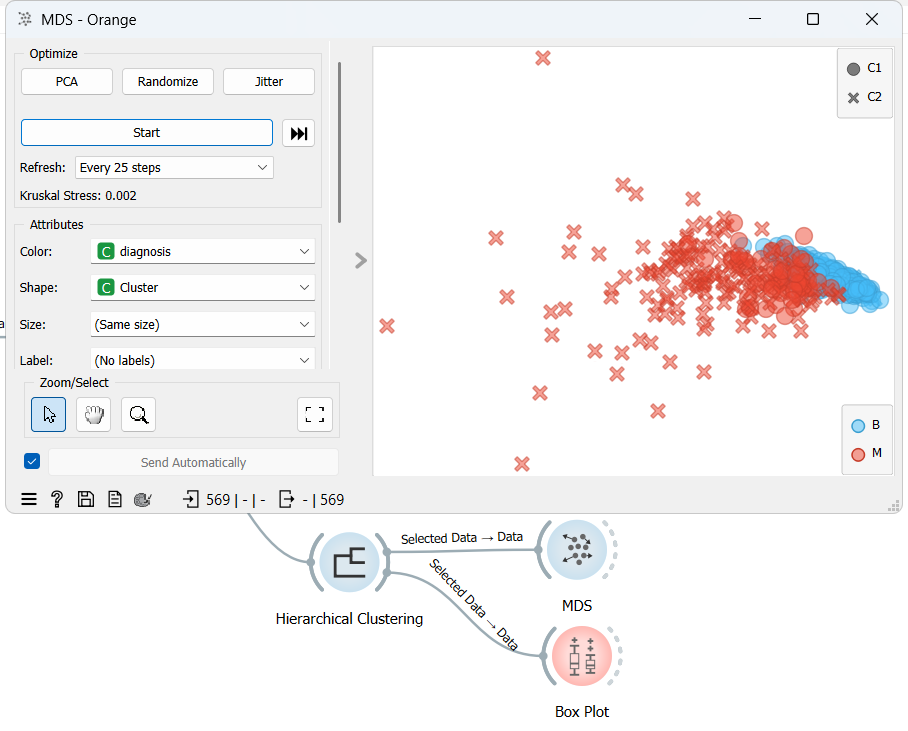 MDS - Orange
Optimize
PCA
Randomize
Jitter
Start
Refresh:
Every 25 steps
Kruskal Stress: 0.002
Attributes
Color:
C diagnosis
Shape:
C Cluster
Size:
(Same size)
Label:
(No labels)
Zoom/Select
Send Automatically
569 | - | -
- | 569
C1
C2
B
M
a
Selected Data → Data
Selected Data → Data
Hierarchical Clustering
MDS
Box Plot